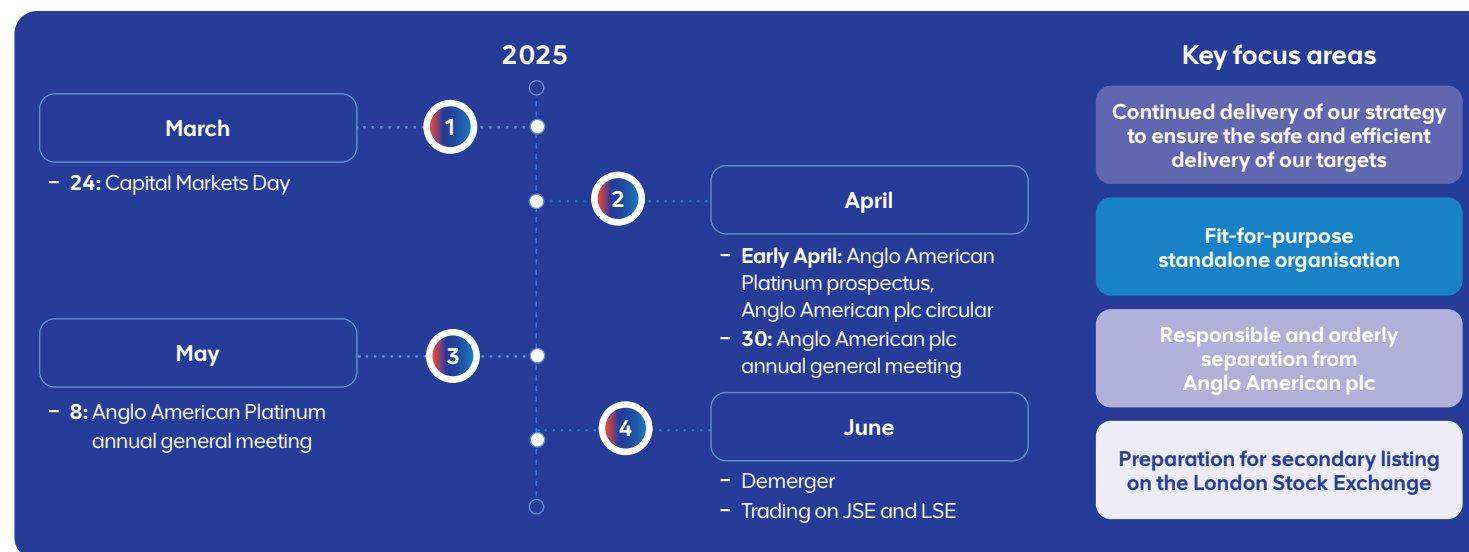 2025
March
1
– 24: Capital Markets Day
2
April
– Early April: Anglo American
Platinum prospectus,
Anglo American plc circular
– 30: Anglo American plc
annual general meeting
May
3
– 8: Anglo American Platinum
annual general meeting
4
June
– Demerger
– Trading on JSE and LSE
Key focus areas
Continued delivery of our strategy
to ensure the safe and efficient
delivery of our targets
Fit-for-purpose
standalone organisation
Responsible and orderly
separation from
Anglo American plc
Preparation for secondary listing
on the London Stock Exchange